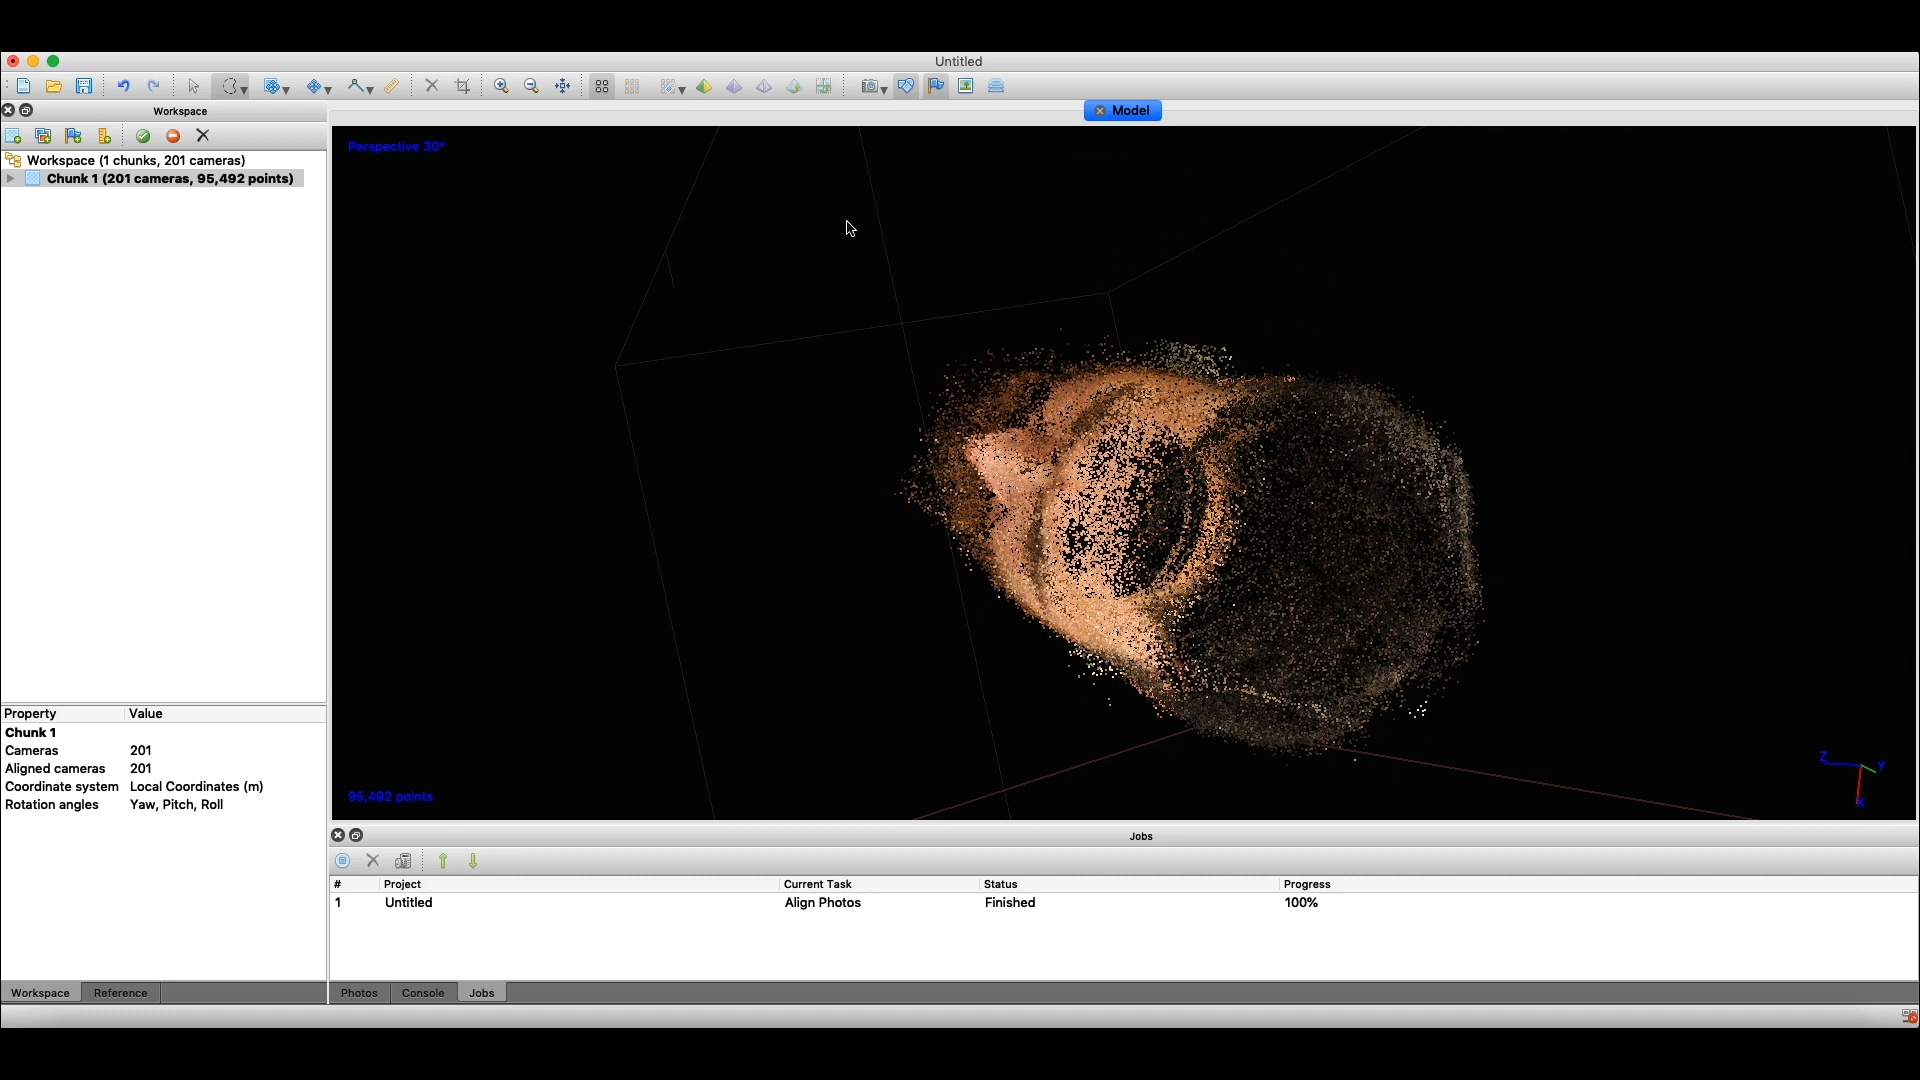 Untitled
Workspace
Model
Workspace (1 chunks, 201 cameras)
Chunk 1 (201 cameras, 95,492 points)
Perspective 30°
Property Value
Chunk 1
Cameras 201
Aligned cameras 201
Coordinate system Local Coordinates (m)
Rotation angles Yaw, Pitch, Roll
95,492 points
Z
Y
X
Jobs
# Project Current Task Status Progress
1 Untitled Align Photos Finished 100%
Workspace Reference
Photos Console Jobs